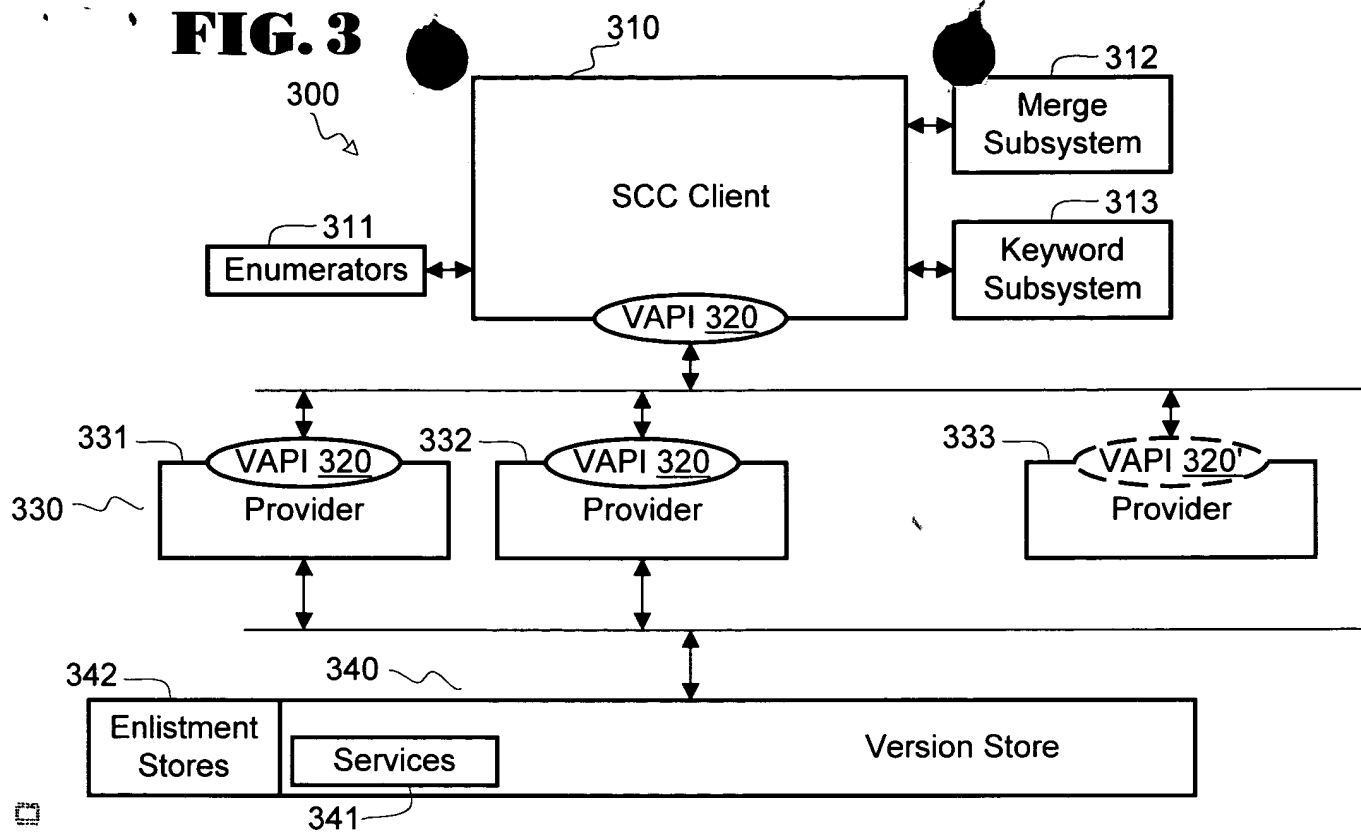 FIG. 3
310
312
300
Merge
Subsystem
SCC Client
313
311
Keyword
Subsystem
Enumerators
VAPI 320
331
VAPI 320
332
VAPI 320
333
VAPI 320'
330
Provider
Provider
Provider
340
342
Enlistment
Stores
Services
Version Store
341